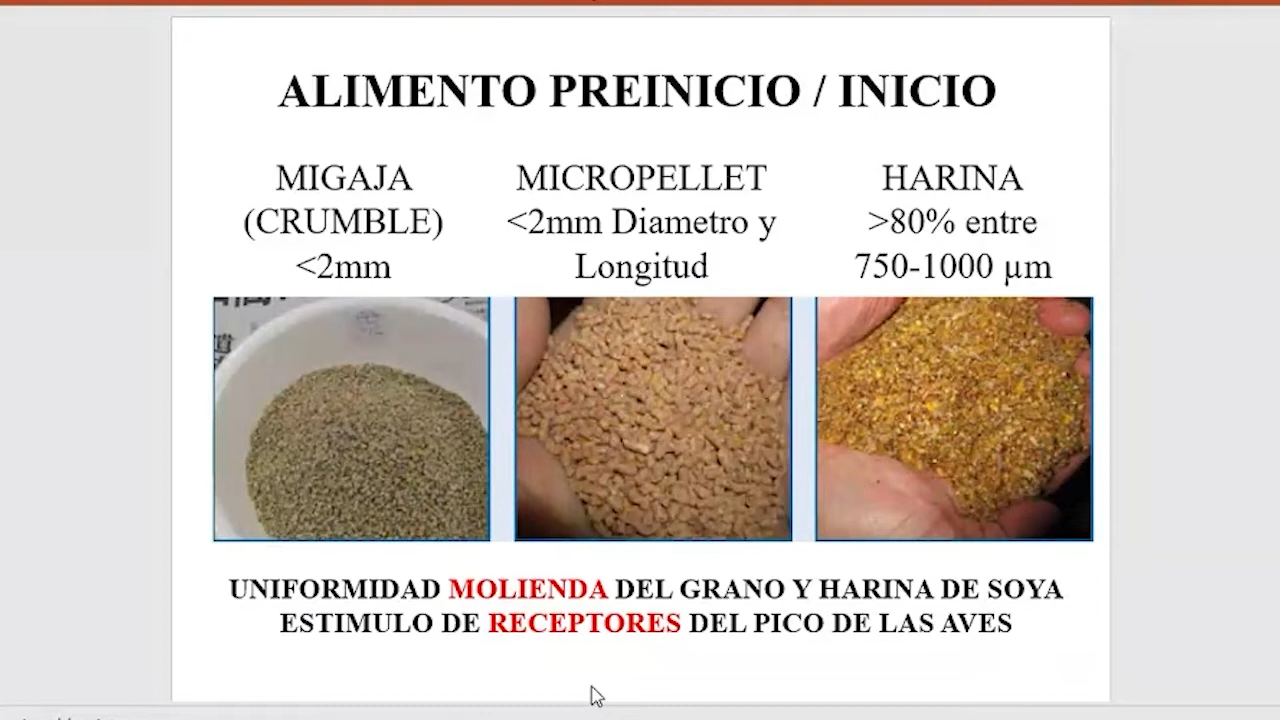 ALIMENTO PREINICIO / INICIO
MIGAJA
(CRUMBLE)
<2mm
MICROPELLET
<2mm Diametro y
Longitud
HARINA
>80% entre
750-1000 µm
UNIFORMIDAD MOLIENDA DEL GRANO Y HARINA DE SOYA
ESTIMULO DE RECEPTORES DEL PICO DE LAS AVES